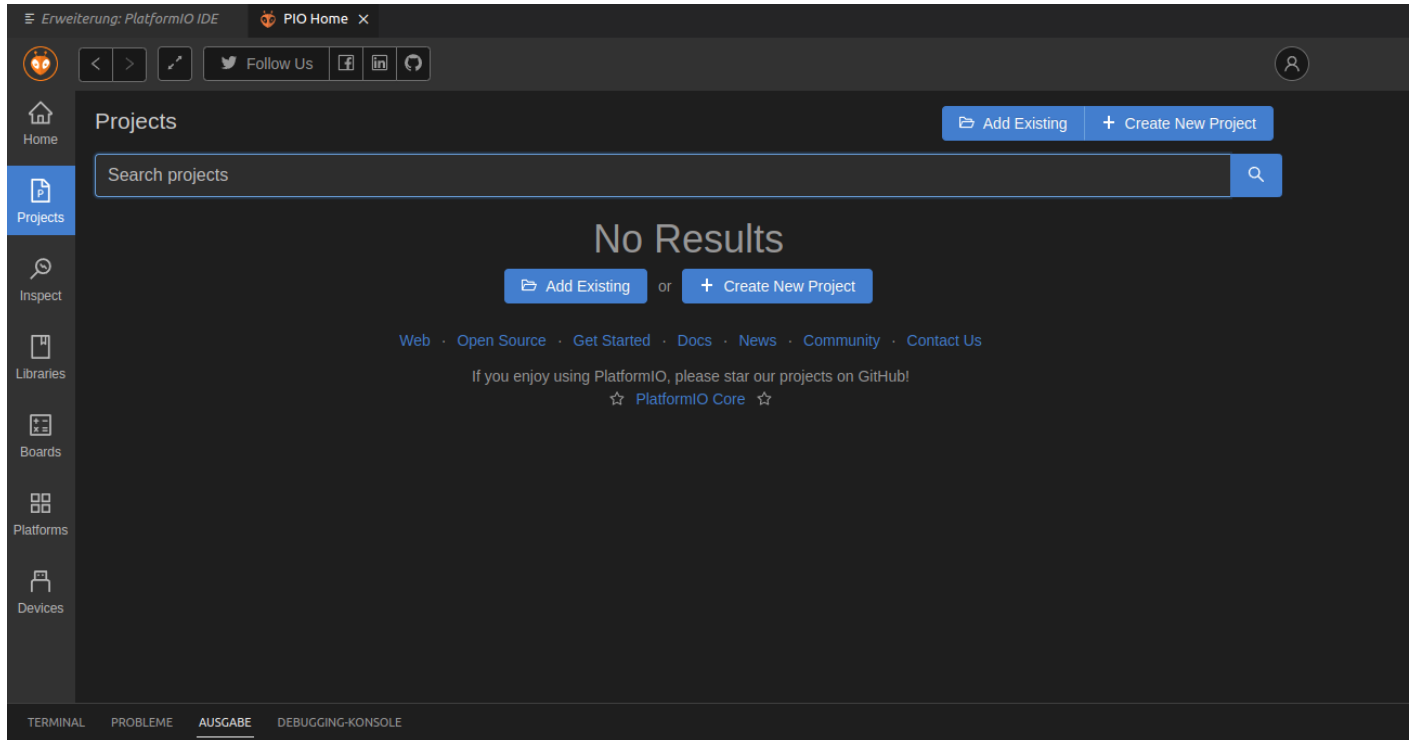 Erweiterung: PlatformIO IDE
PIO Home
Follow Us
Home
Projects
Add Existing
Create New Project
Search projects
Projects
No Results
Add Existing or Create New Project
Inspect
Web · Open Source · Get Started · Docs · News · Community · Contact Us
Libraries
If you enjoy using PlatformIO, please star our projects on GitHub!
PlatformIO Core
Boards
Platforms
Devices
TERMINAL PROBLEME AUSGABE DEBUGGING-KONSOLE